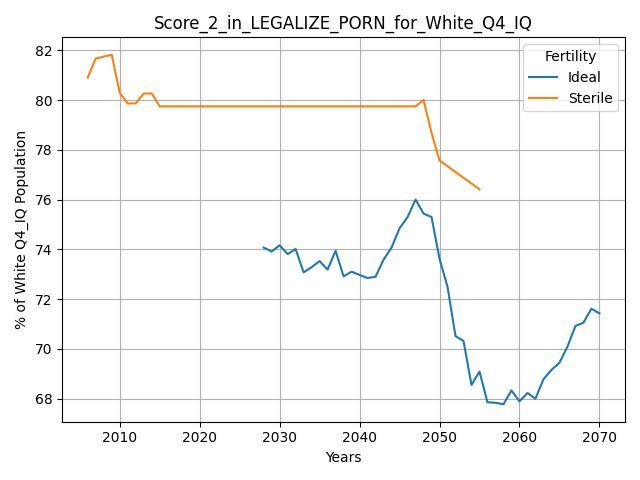 Score_2_in_LEGALIZE_PORN_for_White_Q4_IQ
Fertility
Ideal
Sterile
% of White Q4_IQ Population
82
80
78
76
74
72
70
68
2010
2020
2030
2040
2050
2060
2070
Years